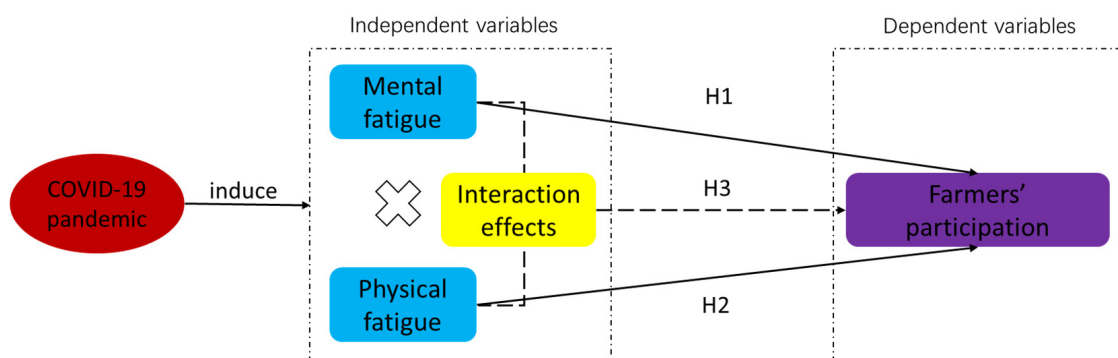 Independent variables
Dependent variables
Mental
fatigue
H1
COVID-19
pandemic
induce
Interaction
effects
H3
Farmers'
participation
Physical
fatigue
H2